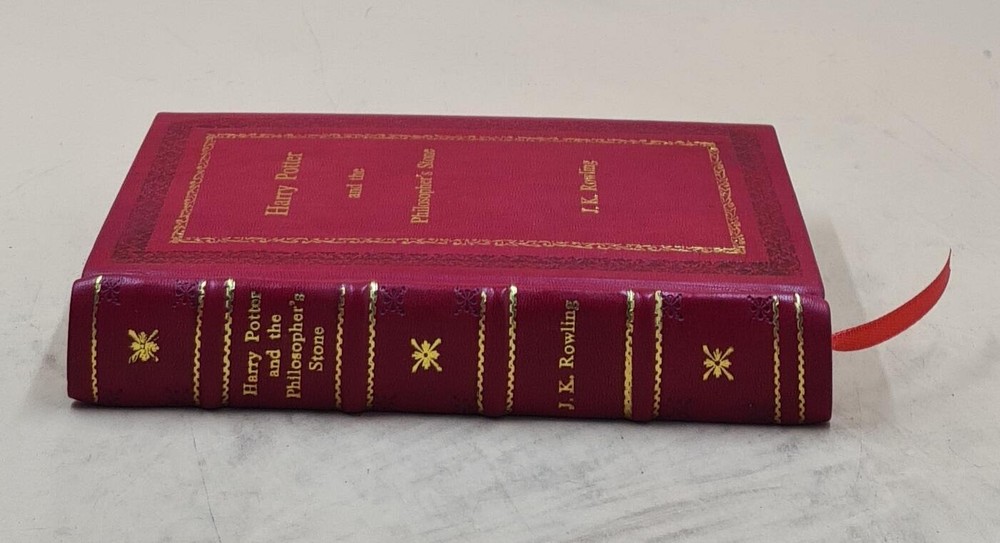 Harry Potter
and the
Philosopher's Stone
J. K. Rowling
Harry Potter
and the
Philosopher's
Stone
J. K. Rowling